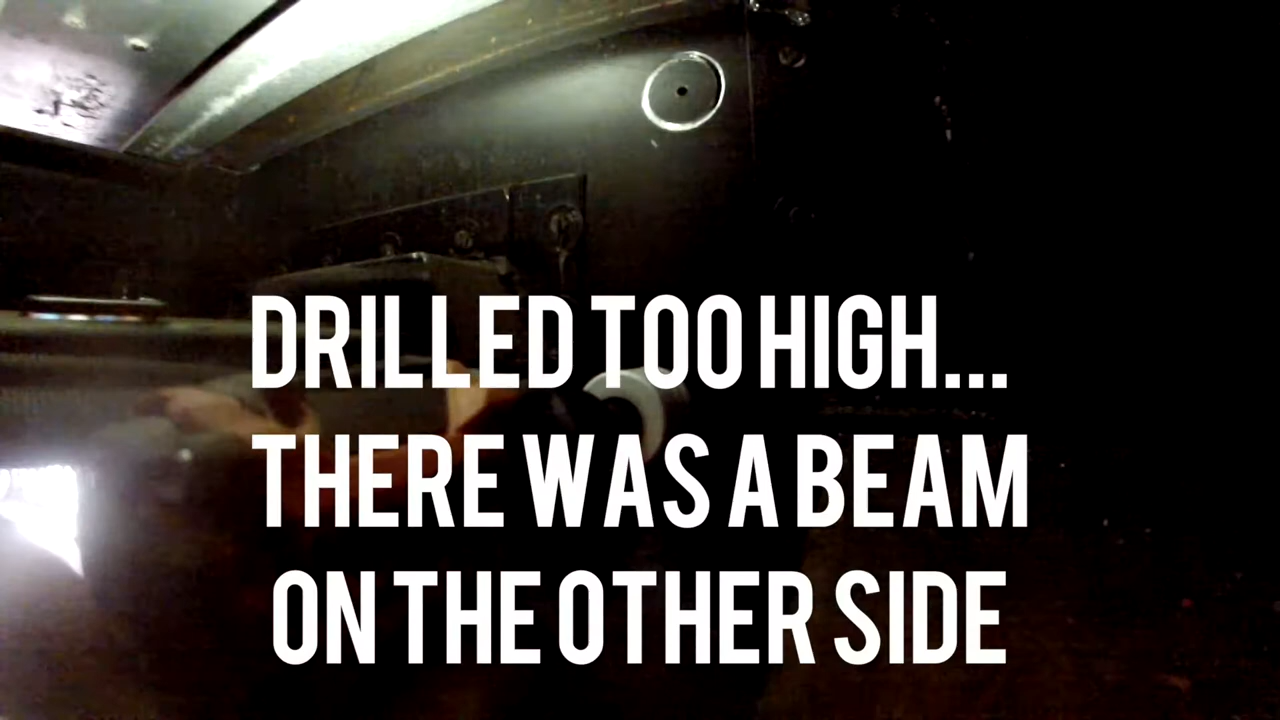 DRILLED TOO HIGH...
THERE WAS A BEAM
ON THE OTHER SIDE